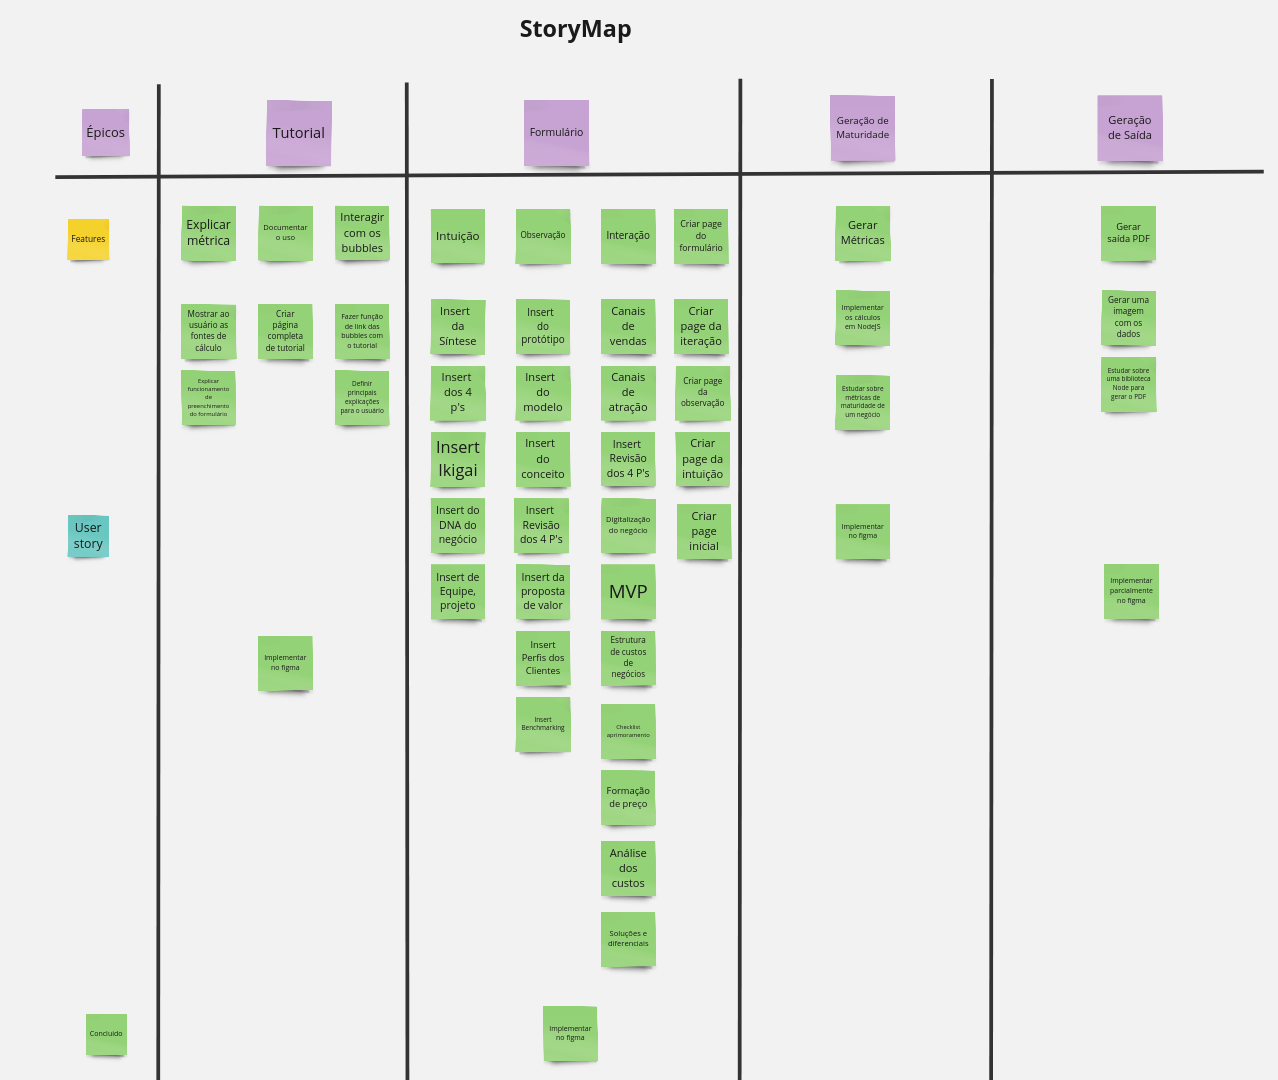 StoryMap
Épicos
Tutorial
Formulário
Geração de
Maturidade
Geração
de Saída
Features
Explicar
métrica
Documentar
o uso
Interagir
com os
bubbles
Intuição
Observação
Interação
Criar page
do
formulário
Gerar
Métricas
Gerar
saída PDF
Mostrar ao
usuário as
fontes de
cálculo
Criar
página
completa
de tutorial
Fazer função
de link das
bubbles com
o tutorial
Insert
da
Síntese
Insert
do
protótipo
Canais
de
vendas
Criar
page da
iteração
Implementar
os cálculos
em NodeJS
Gerar uma
imagem
com os
dados
Explicar
funcionamento
de
preenchimento
do formulário
Definir
principais
explicações
para o usuário
Insert
dos 4
p's
Insert
do
modelo
Canais
de
atração
Criar page
da
observação
Estudar sobre
métricas de
maturidade de
um negócio
Estudar sobre
uma biblioteca
Node para
gerar o PDF
Insert
Ikigai
Insert
do
conceito
Insert
Revisão
dos 4 P's
Criar
page da
intuição
User
story
Insert do
DNA do
negócio
Insert
Revisão
dos 4 P's
Digitalização
do negócio
Criar
page
inicial
Implementar
no figma
Insert de
Equipe,
projeto
Insert da
proposta
de valor
MVP
Implementar
parcialmente
no figma
Implementar
no figma
Insert
Perfis dos
Clientes
Estrutura
de custos
de
negócios
Insert
Benchmarking
Checklist
aprimoramento
Formação
de preço
Análise
dos
custos
Soluções e
diferenciais
Concluído
Implementar
no figma